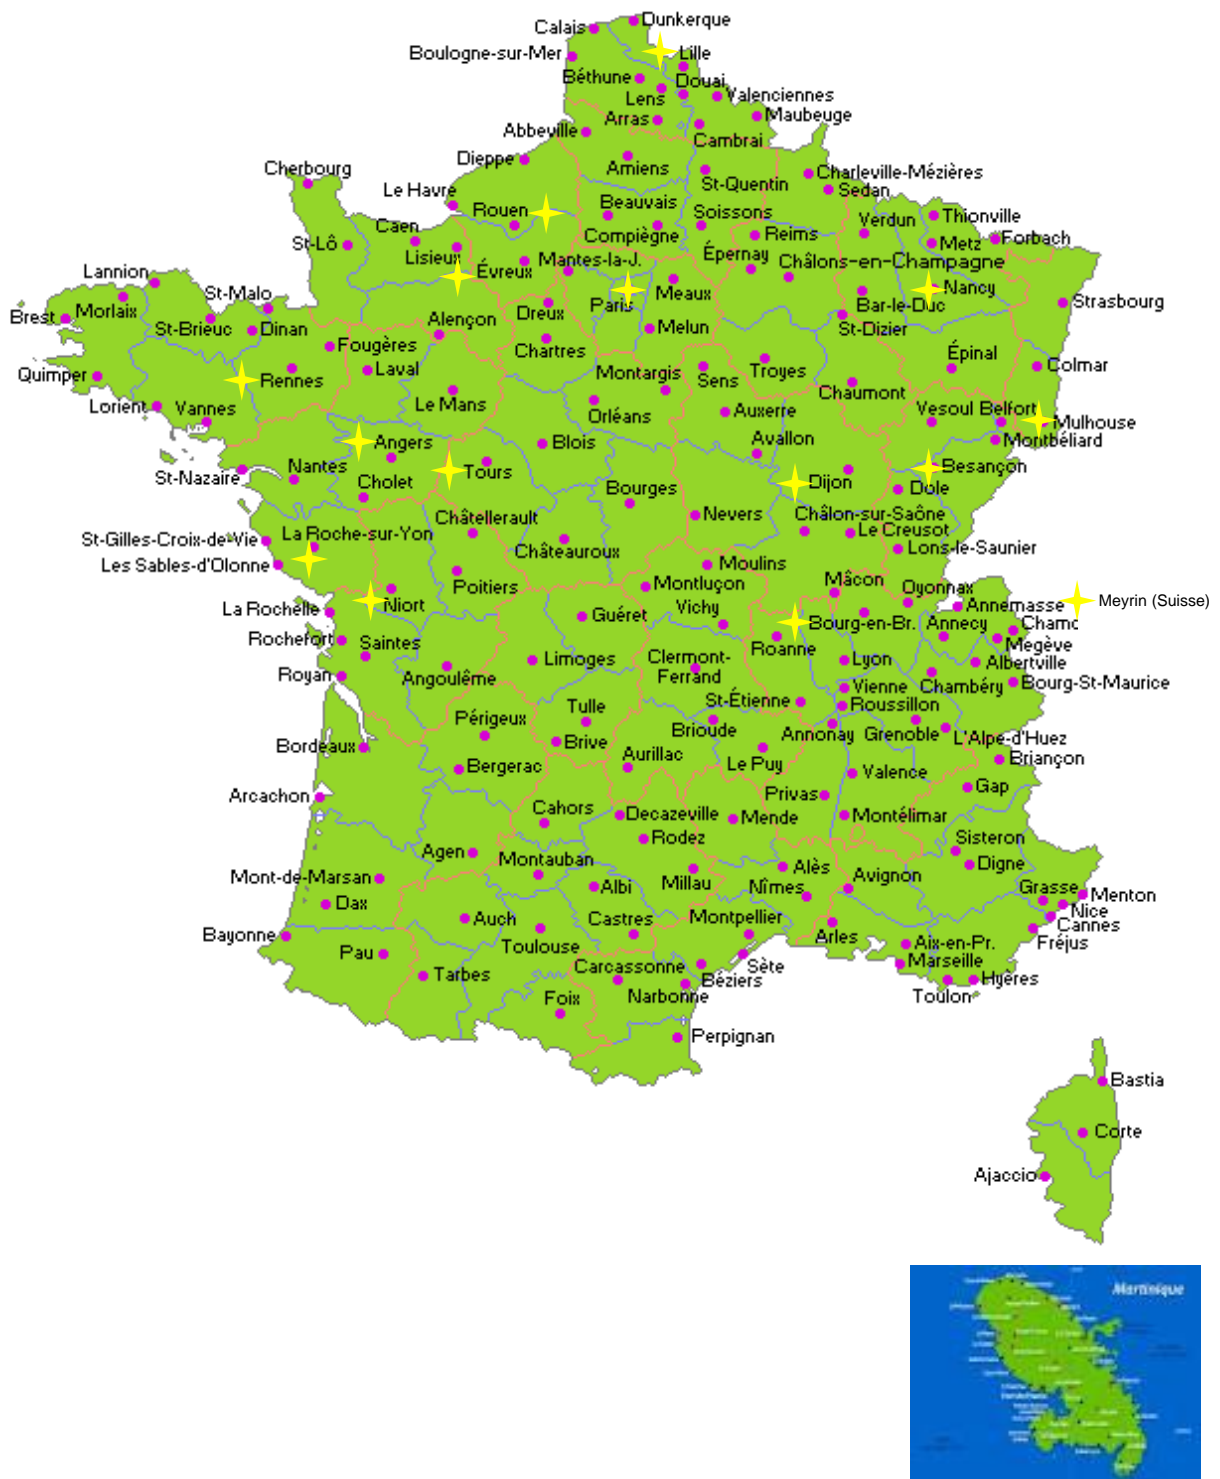 Dunkerque
Calais
Boulogne-sur-Mer
Lille
Béthune
Douai
Lens
Valenciennes
Arras
Maubeuge
Abbeville
Cambrai
Dieppe
Amiens
Cherbourg
Charleville-Mézières
St-Quentin
Sedan
Le Havre
Rouen
Beauvais
Soissons
Verdun
Thionville
Caen
Compiègne
Reims
Metz
Forbach
St-Lô
Lisieux
Évreux
Mantes-la-J.
Épernay
Châlons-en-Champagne
Lannion
Meaux
Nancy
St-Malo
Paris
Bar-le-Duc
Strasbourg
Morlaix
Brest
St-Brieuc
Dinan
Alençon
Dreux
Melun
St-Dizier
Fougères
Chartres
Épinal
Quimper
Rennes
Laval
Montargis
Sens
Troyes
Colmar
Chaumont
Lorient
Vannes
Le Mans
Orléans
Auxerre
Vesoul
Belfort
Mulhouse
Angers
Blois
Avallon
Montbéliard
St-Nazaire
Nantes
Tours
Besançon
Cholet
Bourges
Dijon
Dole
Châtellerault
Nevers
Châlon-sur-Saône
St-Gilles-Croix-de-Vie
La Roche-sur-Yon
Châteauroux
Le Creusot
Lons-le-Saunier
Les Sables-d'Olonne
Moulins
Poitiers
Montluçon
Mâcon
Oyonnax
La Rochelle
Niort
Guéret
Vichy
Annemasse
Meyrin (Suisse)
Bourg-en-Br.
Annecy
Chamc
Rochefort
Saintes
Roanne
Megève
Limoges
Clermont-
Ferrand
Lyon
Albertville
Royan
Angoulême
Vienne
Chambéry
Bourg-St-Maurice
St-Étienne
Roussillon
Périgeux
Tulle
Brioude
Annonay
Grenoble
L'Alpe-d'Huez
Bordeaux
Brive
Aurillac
Le Puy
Briançon
Bergerac
Valence
Arcachon
Privas
Gap
Cahors
Decazeville
Mende
Montélimar
Rodez
Sisteron
Agen
Montauban
Digne
Mont-de-Marsan
Albi
Millau
Alès
Nîmes
Avignon
Grasse
Menton
Dax
Nice
Auch
Castres
Montpellier
Cannes
Bayonne
Toulouse
Arles
Aix-en-Pr.
Fréjus
Pau
Marseille
Tarbes
Carcassonne
Sète
Béziers
Hyères
Foix
Narbonne
Toulon
Perpignan
Bastia
Corte
Ajaccio
Martinique